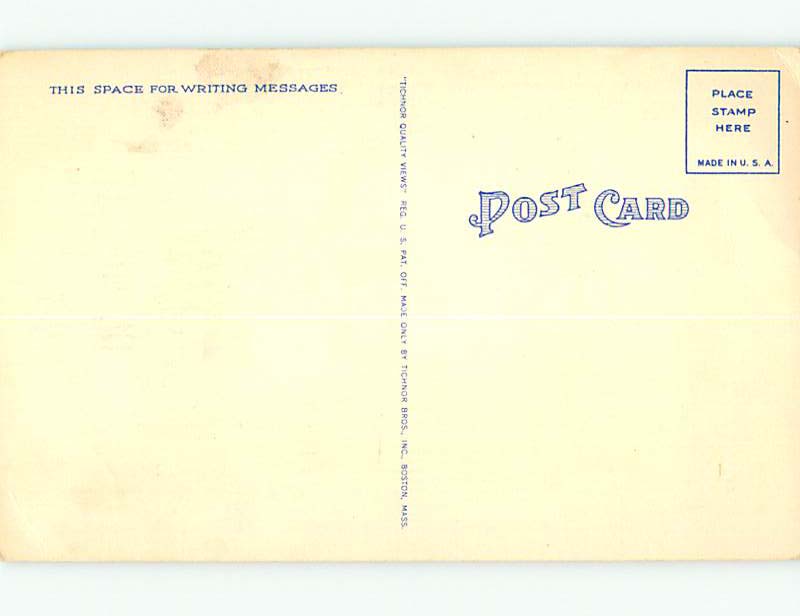 THIS SPACE FOR WRITING MESSAGES
"TICHNOR QUALITY VIEWS" REG. U. S. PAT. OFF. MADE ONLY BY TICHNOR BROS., INC., BOSTON, MASS.
PLACE
STAMP
HERE
MADE IN U. S. A.
POST CARD